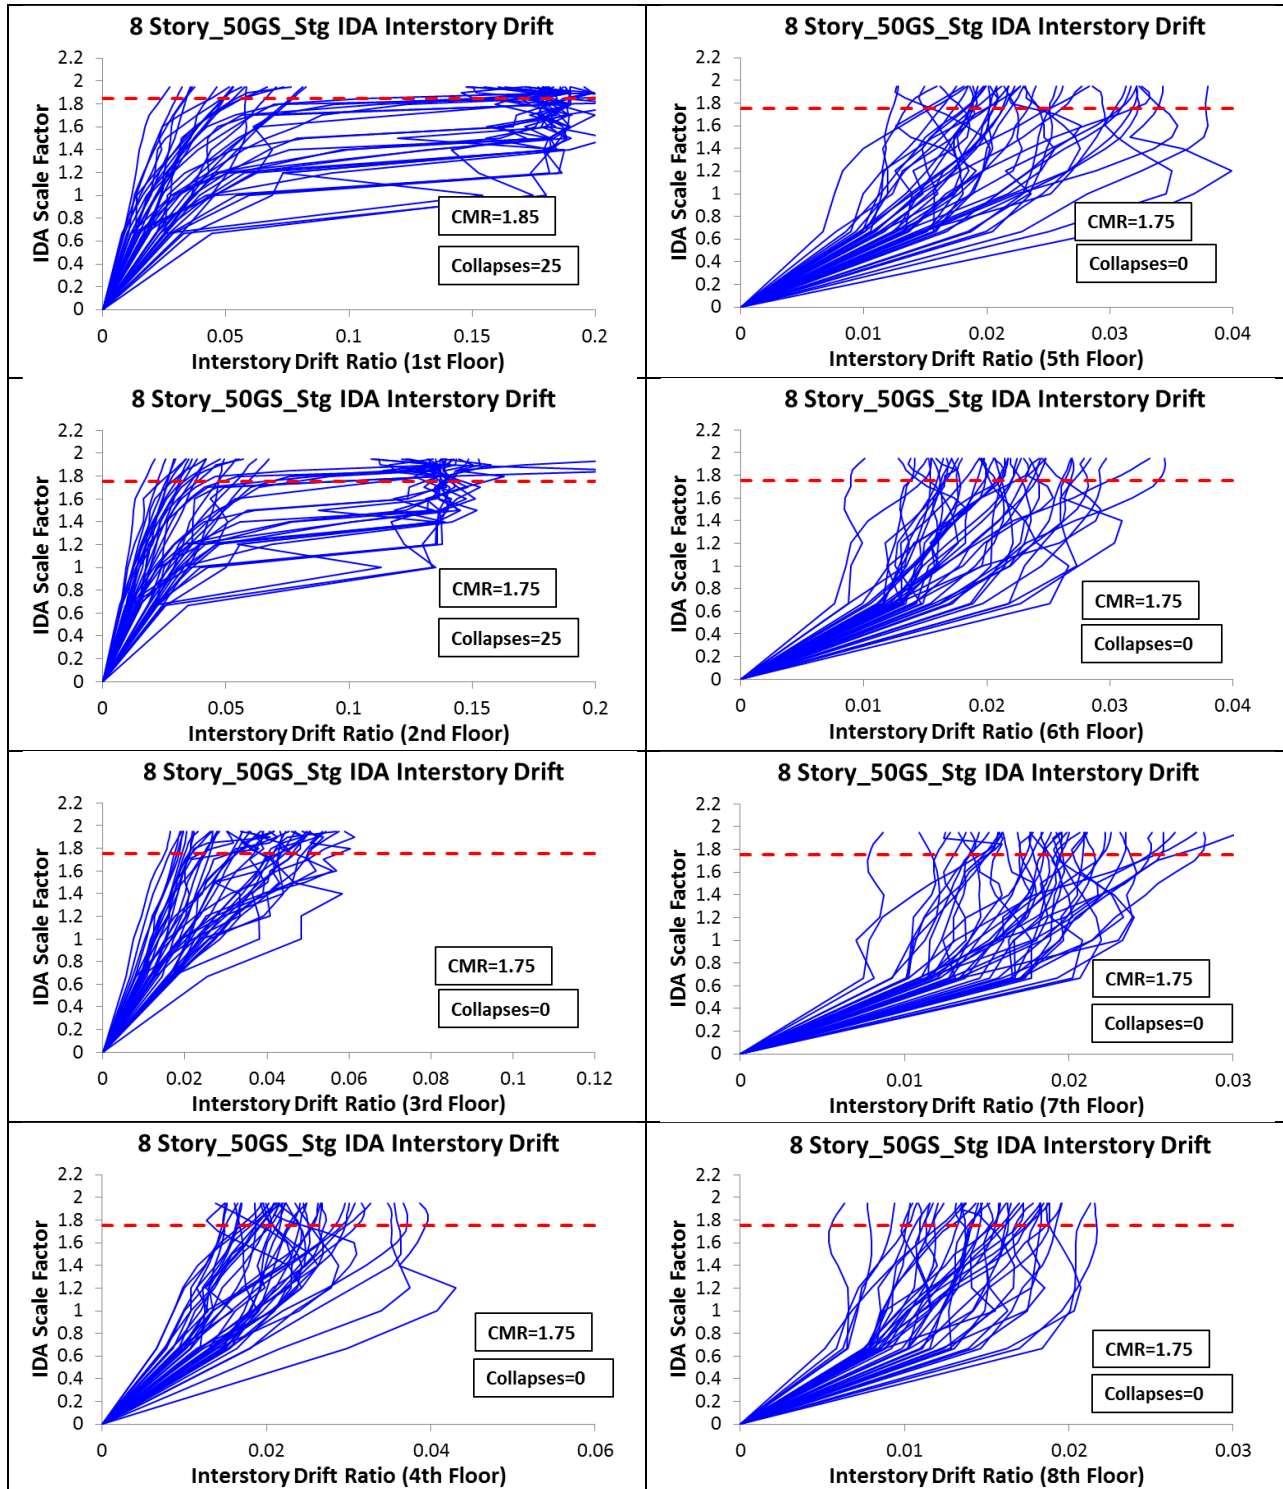 8 Story_50GS_Stg IDA Interstory Drift
IDA Scale Factor
2.2
2
1.8
1.6
1.4
1.2
1
0.8
0.6
0.4
0.2
0
CMR=1.85
Collapses=25
0 0.05 0.1 0.15 0.2
Interstory Drift Ratio (1st Floor)
8 Story_50GS_Stg IDA Interstory Drift
IDA Scale Factor
2.2
2
1.8
1.6
1.4
1.2
1
0.8
0.6
0.4
0.2
0
CMR=1.75
Collapses=0
0 0.01 0.02 0.03 0.04
Interstory Drift Ratio (5th Floor)
8 Story_50GS_Stg IDA Interstory Drift
IDA Scale Factor
2.2
2
1.8
1.6
1.4
1.2
1
0.8
0.6
0.4
0.2
0
CMR=1.75
Collapses=25
0 0.05 0.1 0.15 0.2
Interstory Drift Ratio (2nd Floor)
8 Story_50GS_Stg IDA Interstory Drift
IDA Scale Factor
2.2
2
1.8
1.6
1.4
1.2
1
0.8
0.6
0.4
0.2
0
CMR=1.75
Collapses=0
0 0.01 0.02 0.03 0.04
Interstory Drift Ratio (6th Floor)
8 Story_50GS_Stg IDA Interstory Drift
IDA Scale Factor
2.2
2
1.8
1.6
1.4
1.2
1
0.8
0.6
0.4
0.2
0
CMR=1.75
Collapses=0
0 0.02 0.04 0.06 0.08 0.1 0.12
Interstory Drift Ratio (3rd Floor)
8 Story_50GS_Stg IDA Interstory Drift
IDA Scale Factor
2.2
2
1.8
1.6
1.4
1.2
1
0.8
0.6
0.4
0.2
0
CMR=1.75
Collapses=0
0 0.01 0.02 0.03
Interstory Drift Ratio (7th Floor)
8 Story_50GS_Stg IDA Interstory Drift
IDA Scale Factor
2.2
2
1.8
1.6
1.4
1.2
1
0.8
0.6
0.4
0.2
0
CMR=1.75
Collapses=0
0 0.02 0.04 0.06
Interstory Drift Ratio (4th Floor)
8 Story_50GS_Stg IDA Interstory Drift
IDA Scale Factor
2.2
2
1.8
1.6
1.4
1.2
1
0.8
0.6
0.4
0.2
0
CMR=1.75
Collapses=0
0 0.01 0.02 0.03
Interstory Drift Ratio (8th Floor)